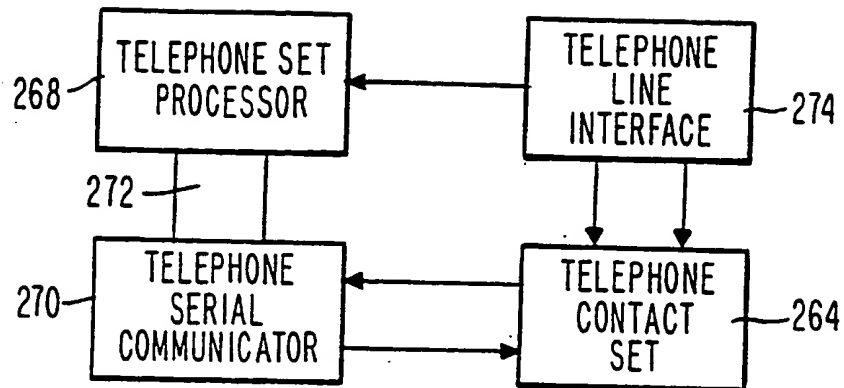 TELEPHONE SET
PROCESSOR
268
TELEPHONE
LINE
INTERFACE
274
272
TELEPHONE
SERIAL
COMMUNICATOR
270
TELEPHONE
CONTACT
SET
264